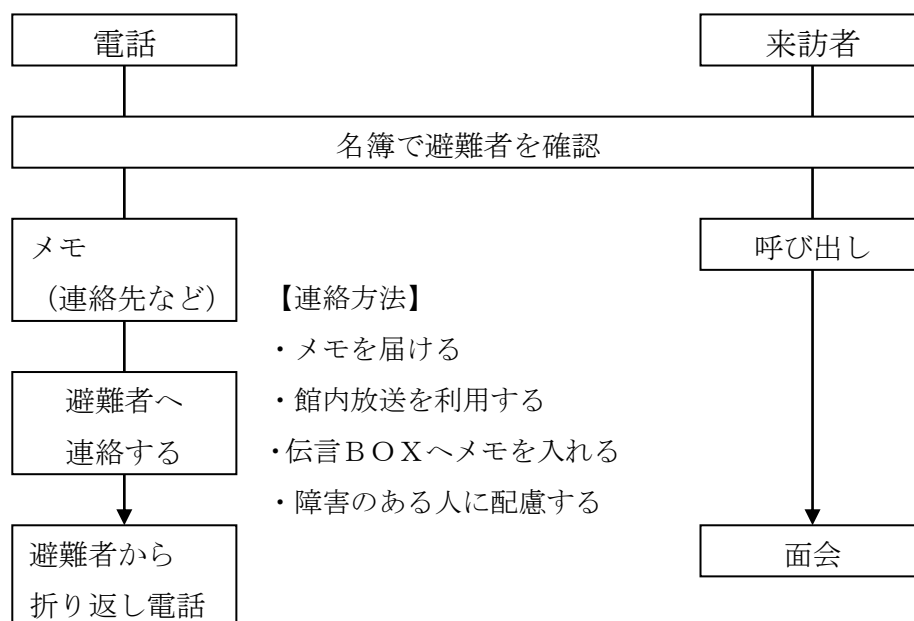 電話
来訪者
名簿で避難者を確認
メモ
（連絡先など）
呼び出し
【連絡方法】
・メモを届ける
・館内放送を利用する
・伝言ＢＯＸへメモを入れる
・障害のある人に配慮する
避難者へ
連絡する
避難者から
折り返し電話
面会